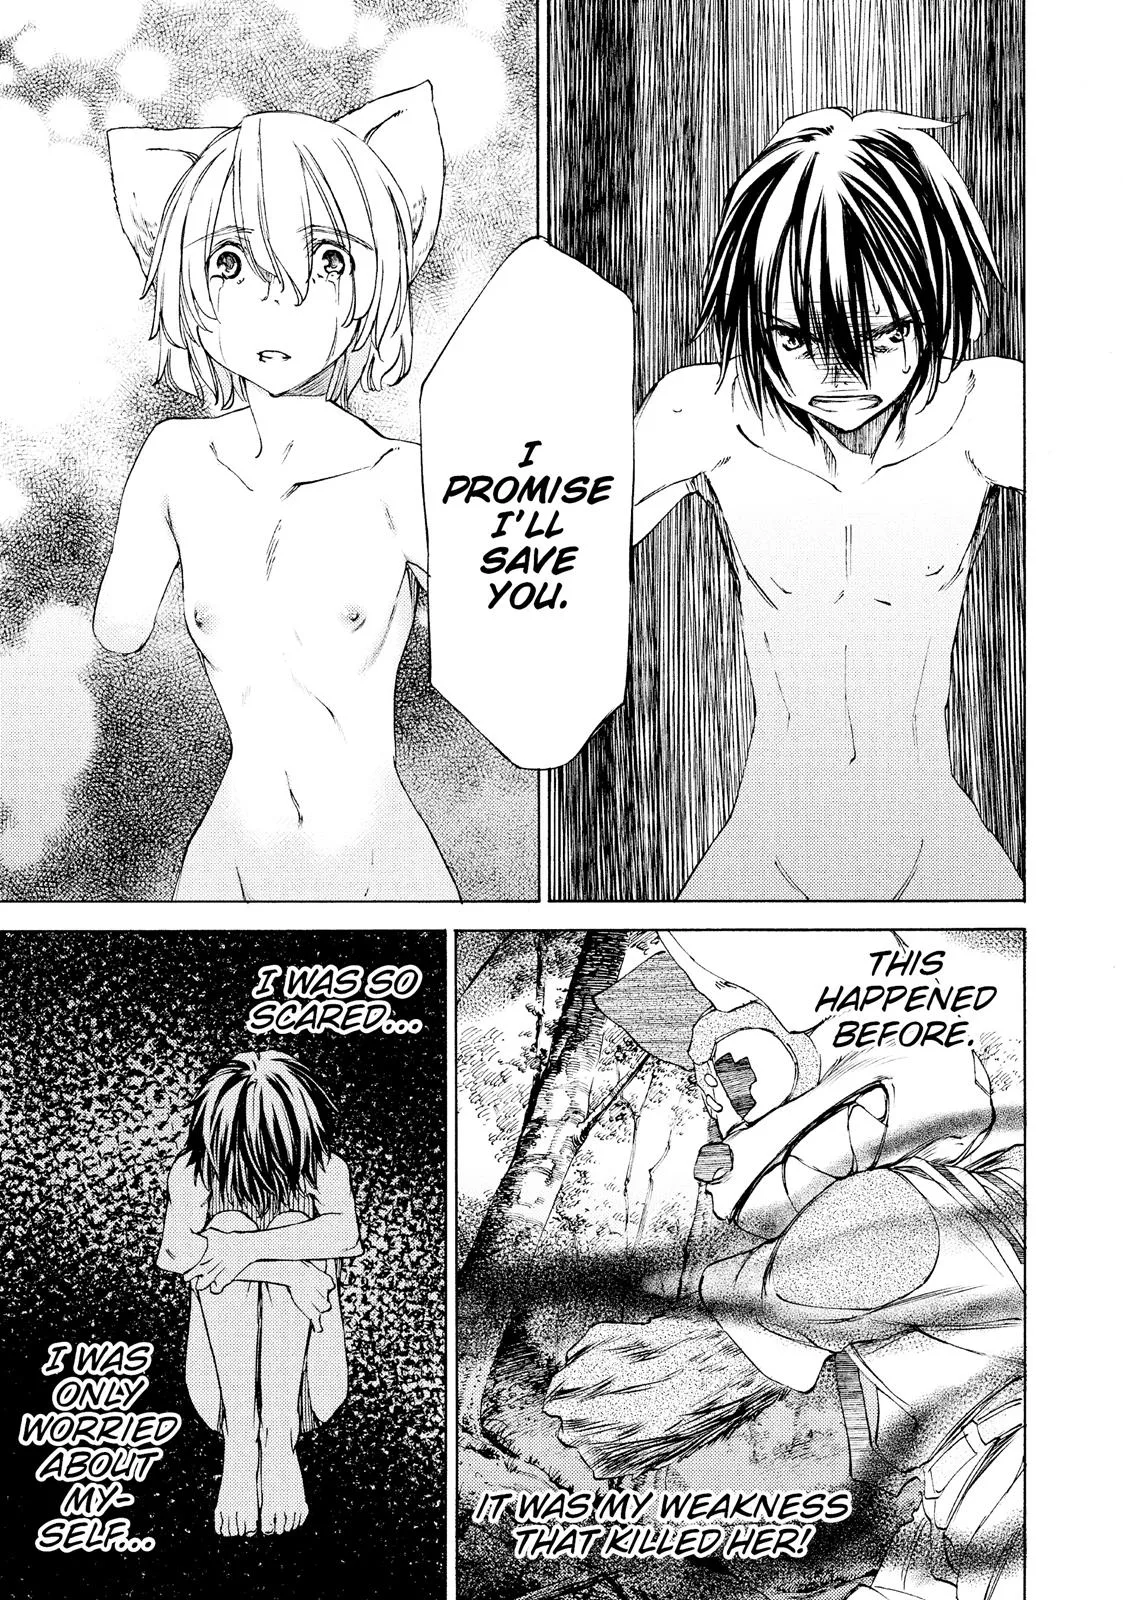 I
PROMISE
I'LL
SAVE
YOU.
THIS
HAPPENED
BEFORE.
IT WAS MY WEAKNESS
THAT KILLED HER!
I WAS SO
SCARED...
I WAS
ONLY
WORRIED
ABOUT
MY-
SELF...